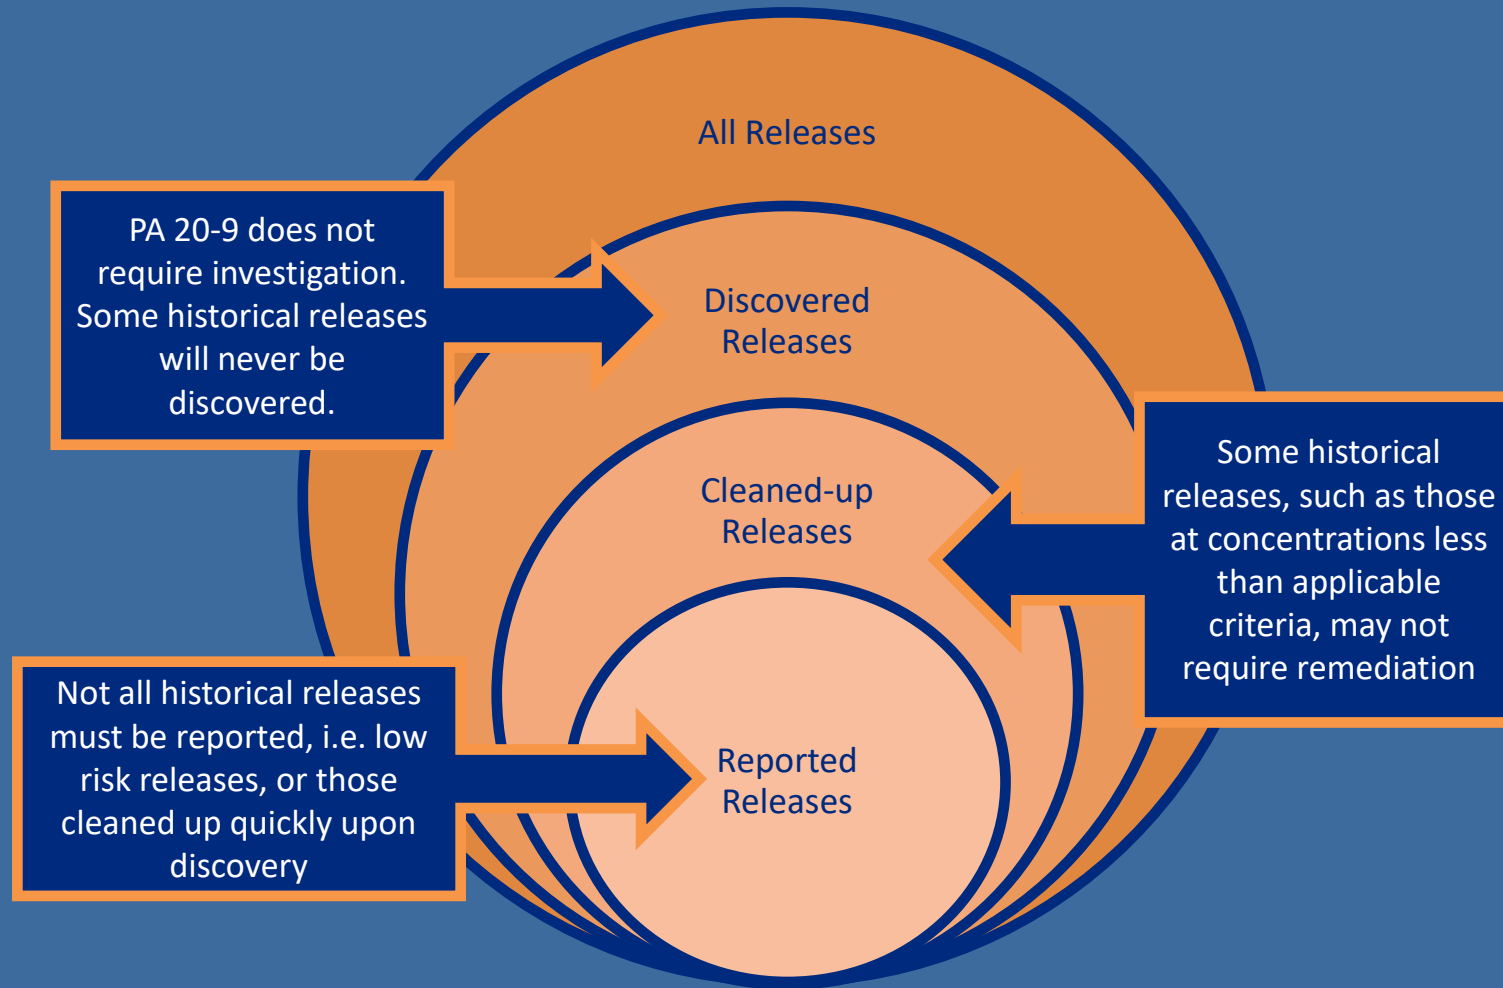 All Releases
PA 20-9 does not
require investigation.
Some historical releases
will never be
discovered.
Discovered
Releases
Cleaned-up
Releases
Some historical
releases, such as those
at concentrations less
than applicable
criteria, may not
require remediation
Not all historical releases
must be reported, i.e. low
risk releases, or those
cleaned up quickly upon
discovery
Reported
Releases